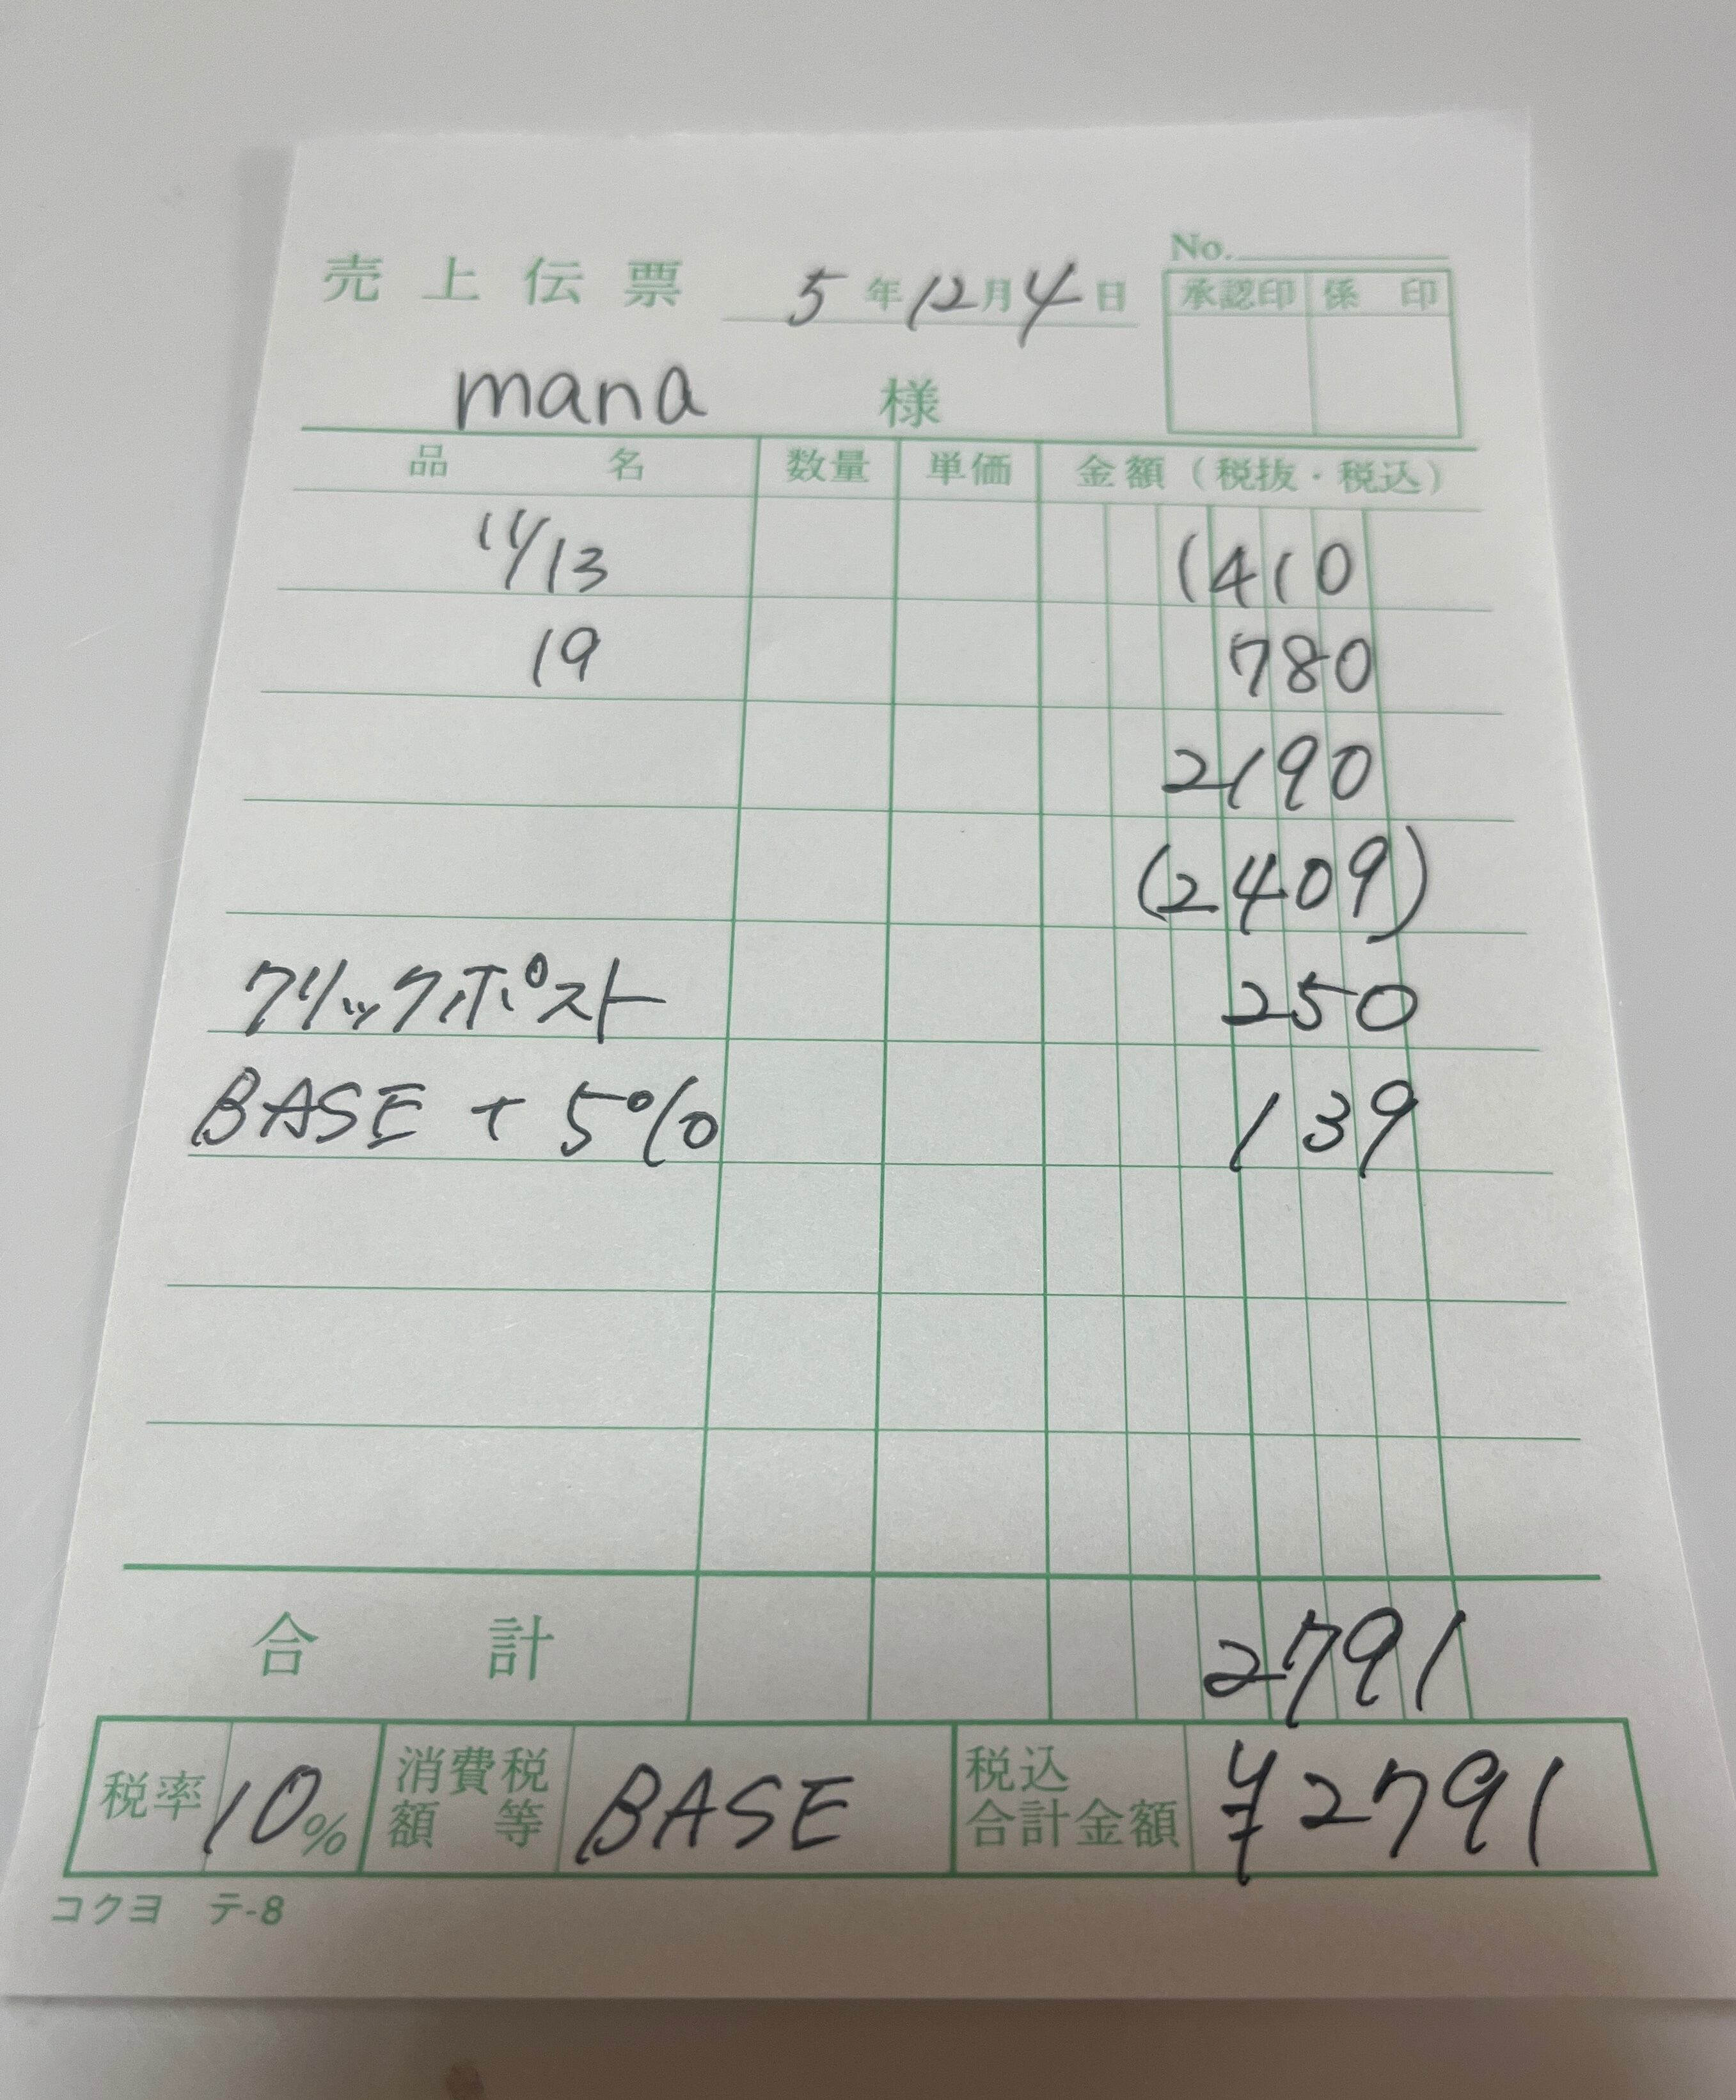 No.
売上伝票 5年12月4日
承認印 係印
mana 様
品名 数量 単価 金額(税抜・税込)
11/13 1410
19 780
2190
(2409)
クリックポスト 250
BASE + 5% 139
合計 2791
税率 10% 消費税額等 BASE 税込合計金額 ¥2791
コクヨ テ-8